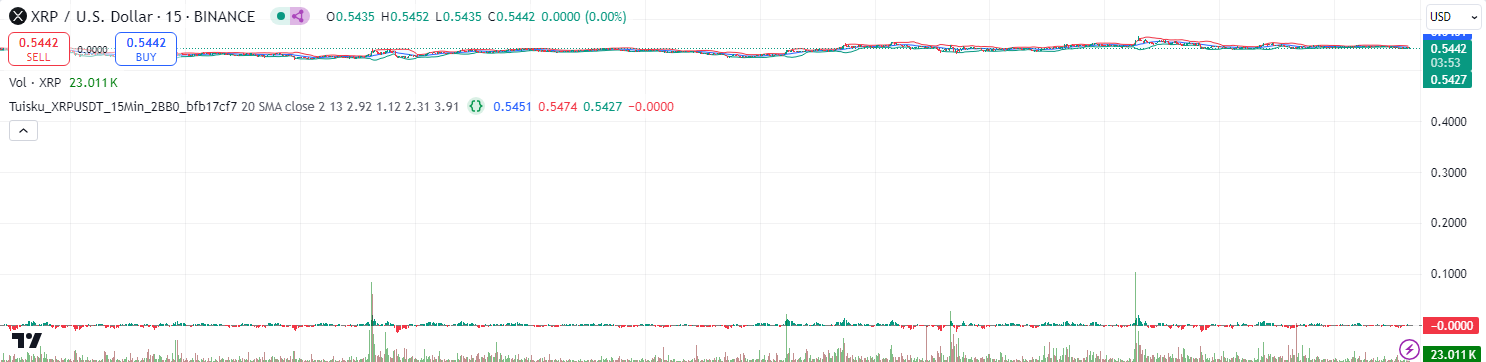 XRP / U.S. Dollar · 15 · BINANCE O0.5435 H0.5452 L0.5435 C0.5442 0.0000 (0.00%)
USD
0.5442
SELL
0.0000
0.5442
BUY
0.5442
03:53
0.5427
Vol · XRP 23.011 K
Tuisku_XRPUSDT_15Min_2BB0_bfb17cf7 20 SMA close 2 13 2.92 1.12 2.31 3.91 0.5451 0.5474 0.5427 −0.0000
0.4000
0.3000
0.2000
0.1000
−0.0000
23.011 K